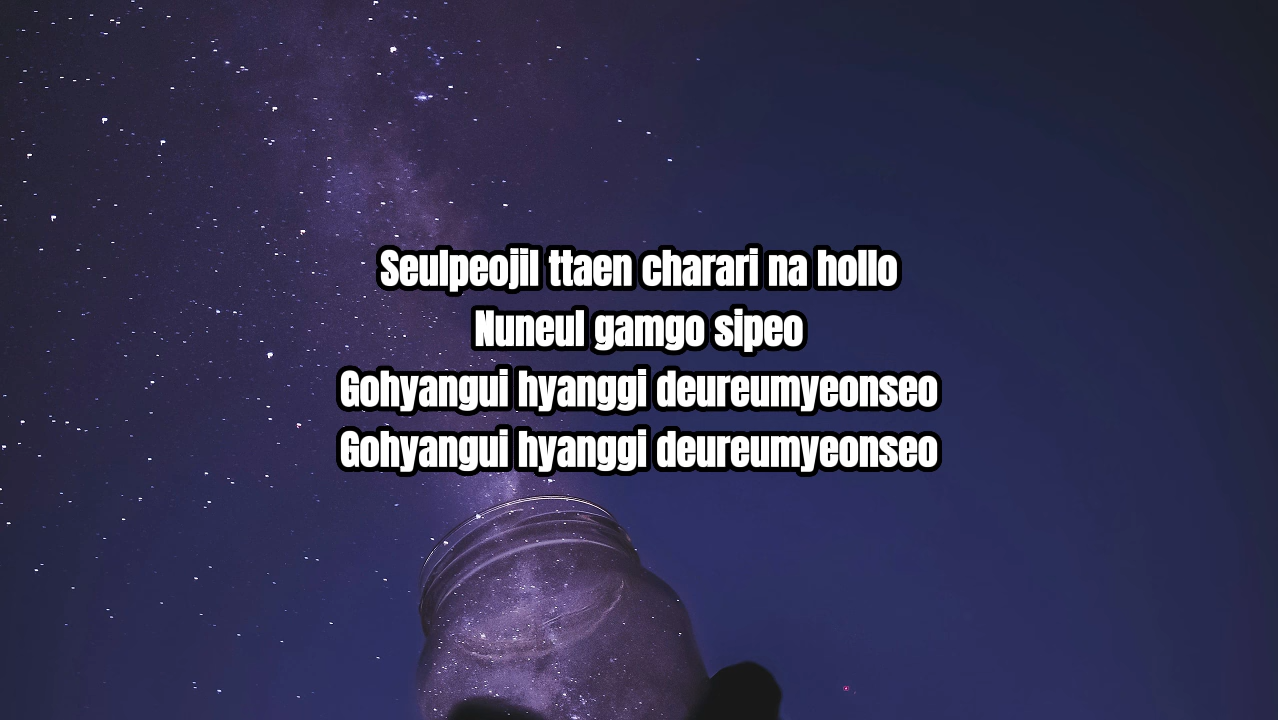 Seulpeojil ttaen charari na hollo
Nuneul gamgo sipeo
Gohyangui hyanggi deureumyeonseo
Gohyangui hyanggi deureumyeonseo